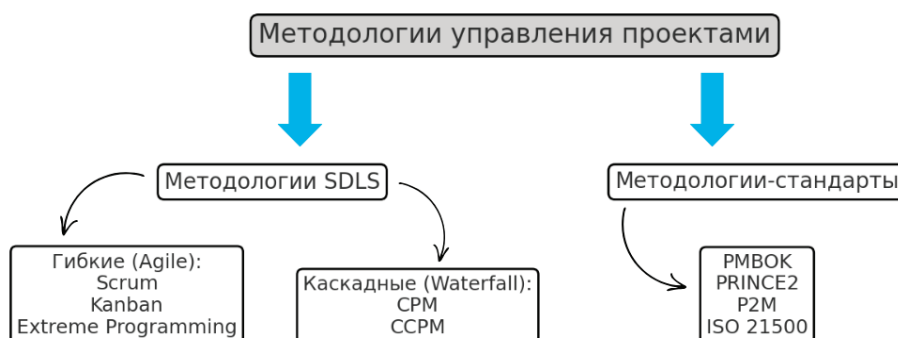 Методологии управления проектами
Методологии SDLS
Методологии-стандарты
Гибкие (Agile):
Scrum
Kanban
Extreme Programming
Каскадные (Waterfall):
CPM
CCPM
PMBOK
PRINCE2
P2M
ISO 21500